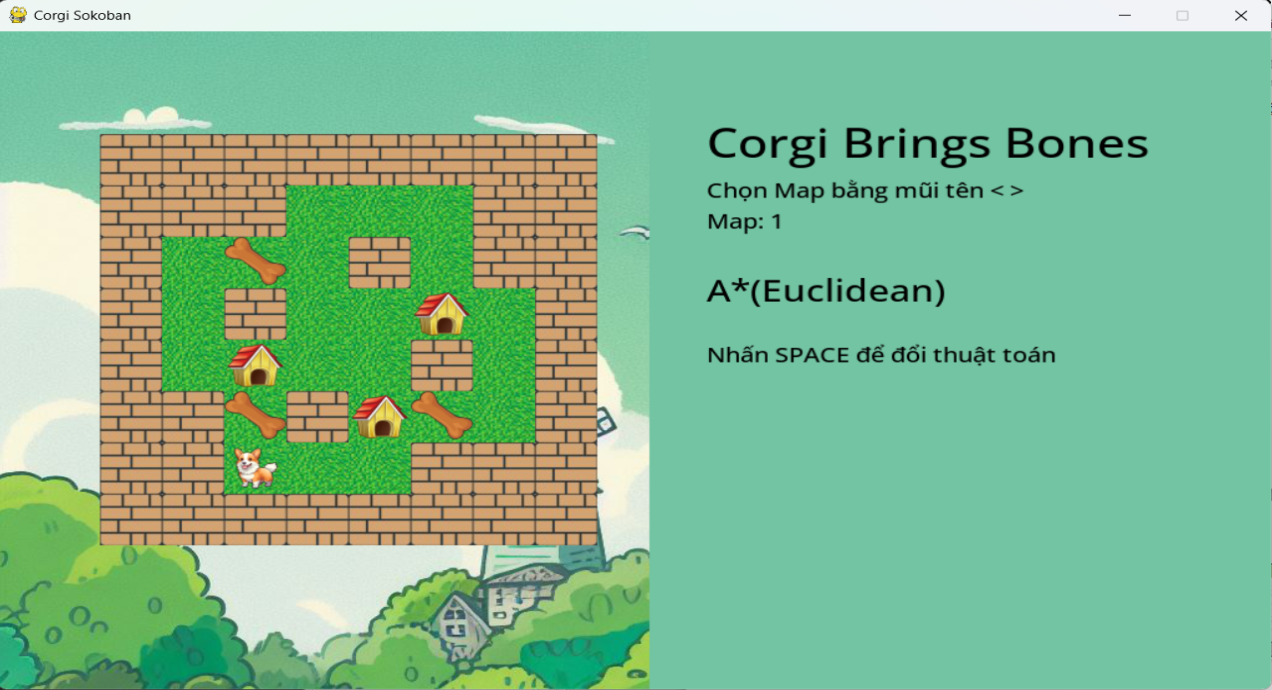 Corgi Sokoban
Corgi Brings Bones
Chọn Map bằng mũi tên < >
Map: 1
A*(Euclidean)
Nhấn SPACE để đổi thuật toán